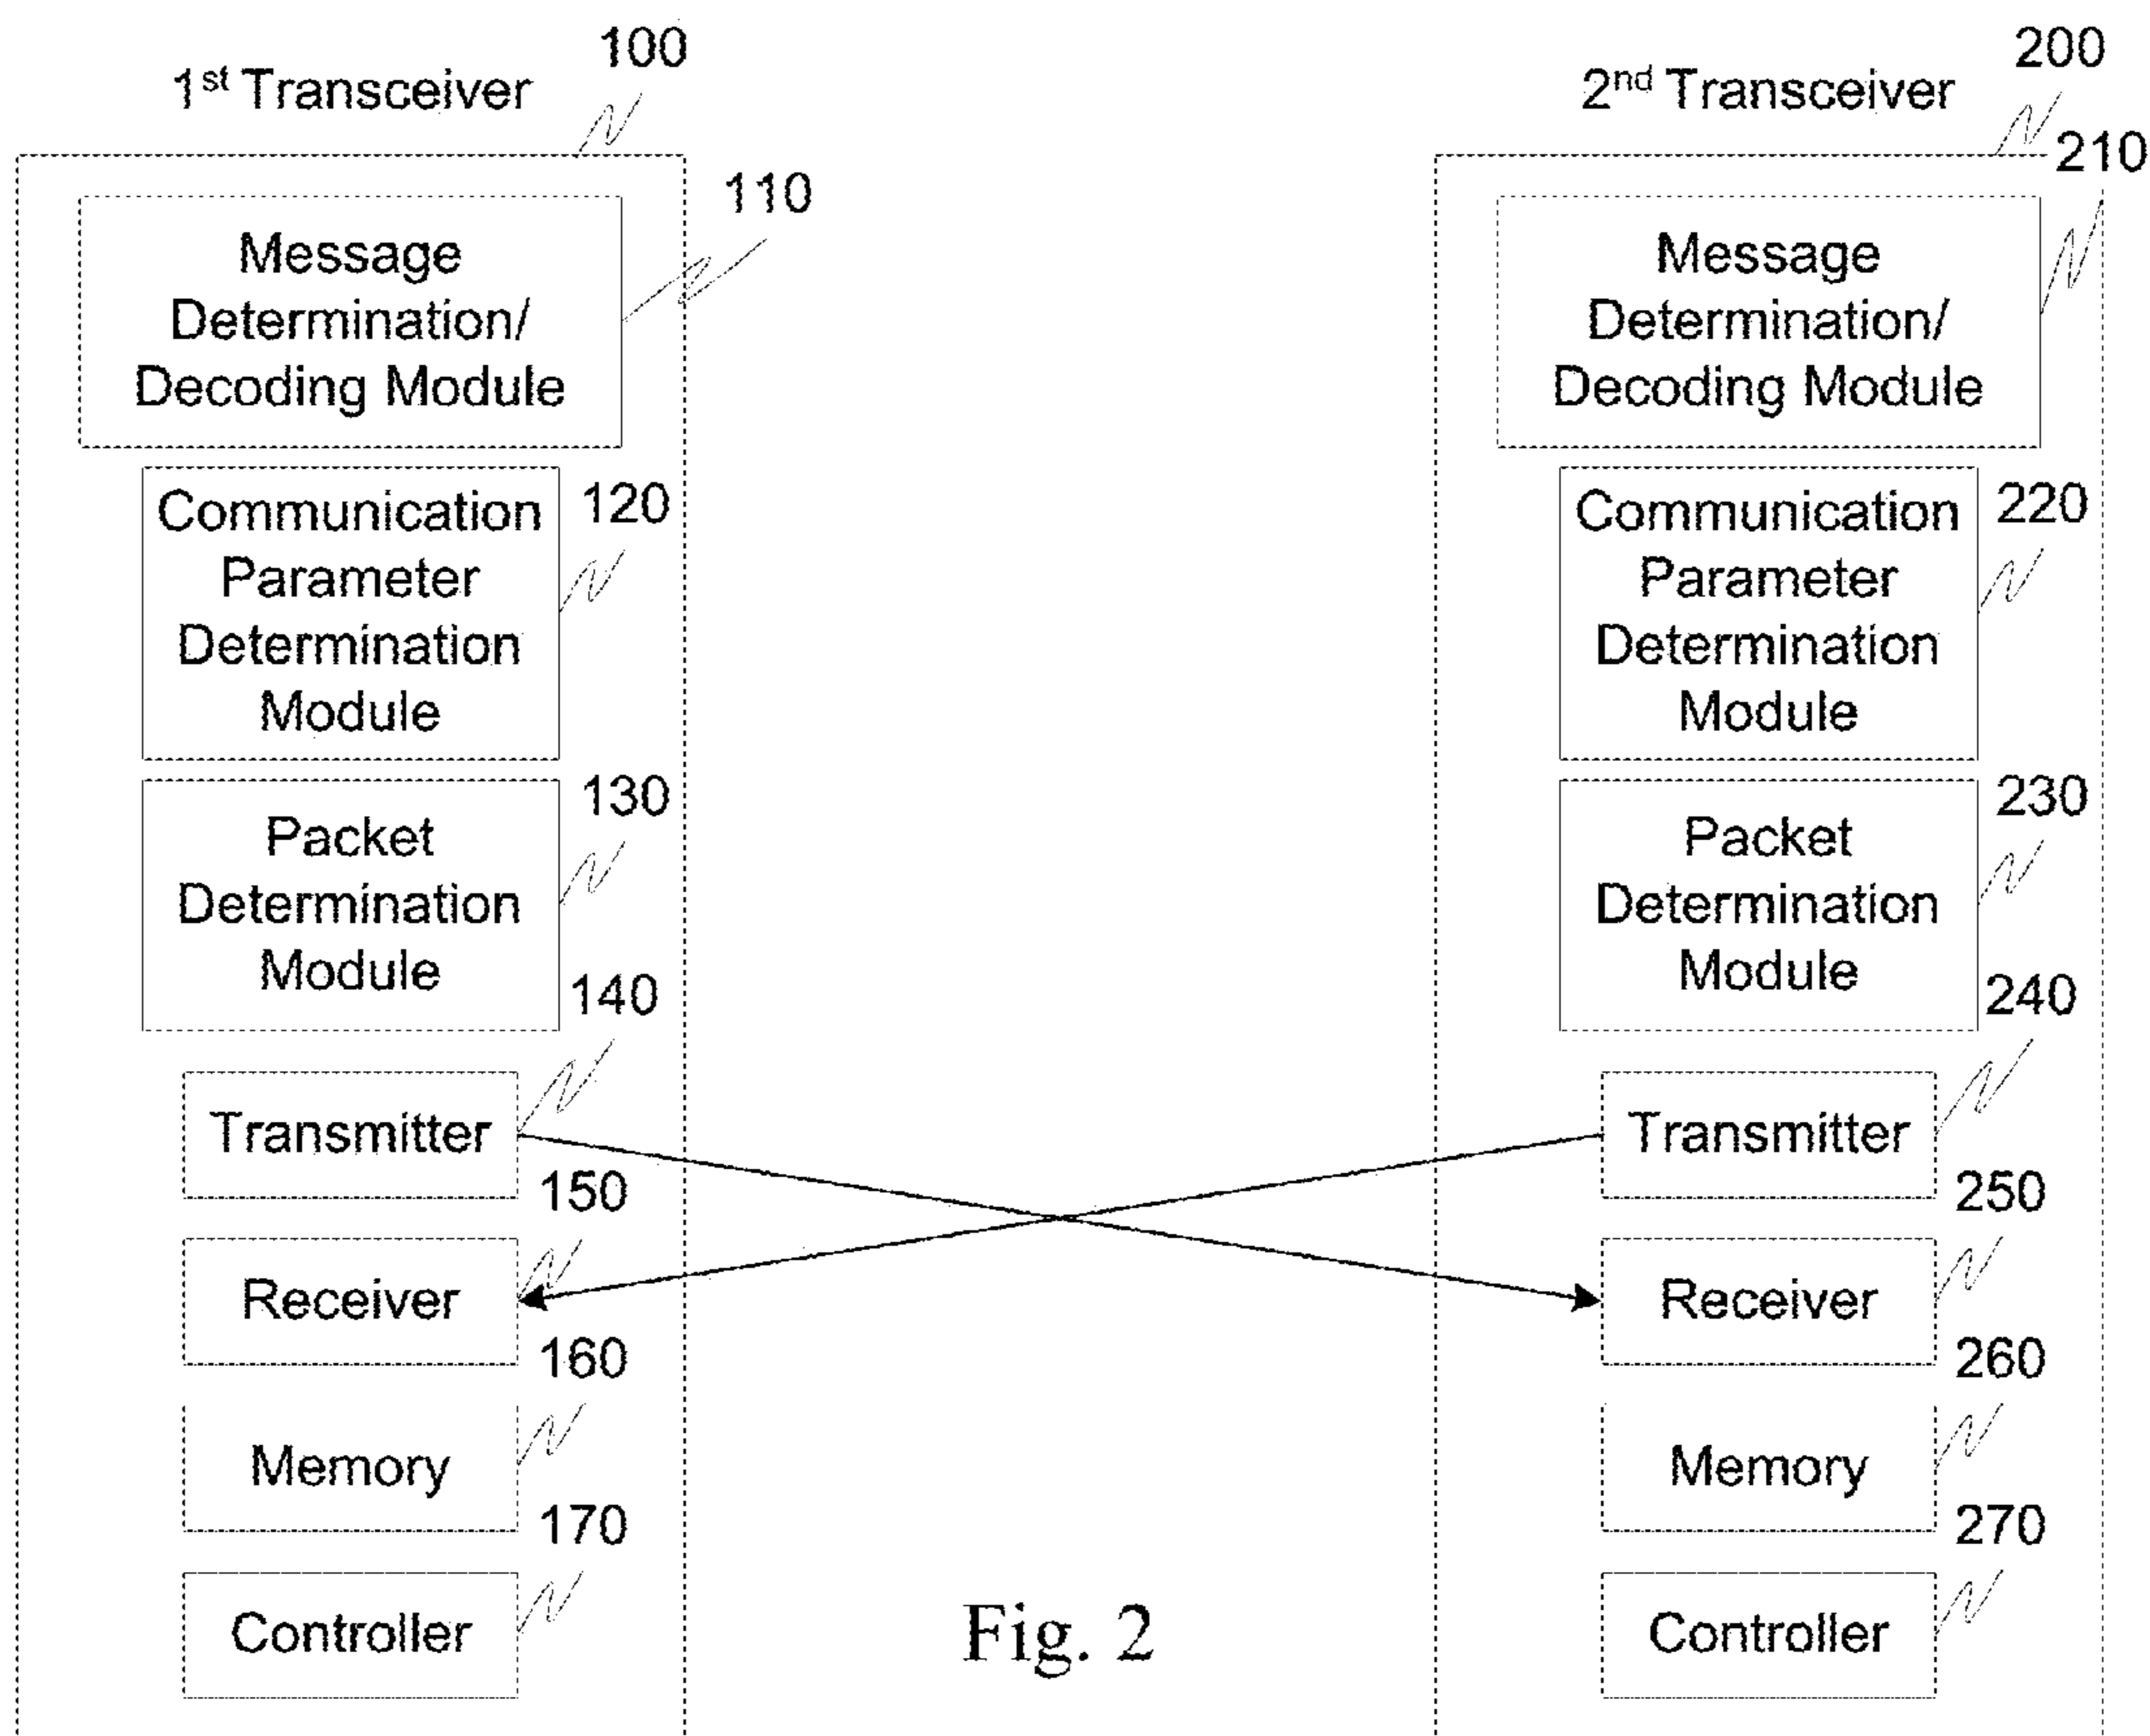 100
1st Transceiver
110
Message
Determination/
Decoding Module
120
Communication
Parameter
Determination
Module
130
Packet
Determination
Module
140
Transmitter
150
Receiver
160
Memory
170
Controller
200
2nd Transceiver
210
Message
Determination/
Decoding Module
220
Communication
Parameter
Determination
Module
230
Packet
Determination
Module
240
Transmitter
250
Receiver
260
Memory
270
Controller
Fig. 2